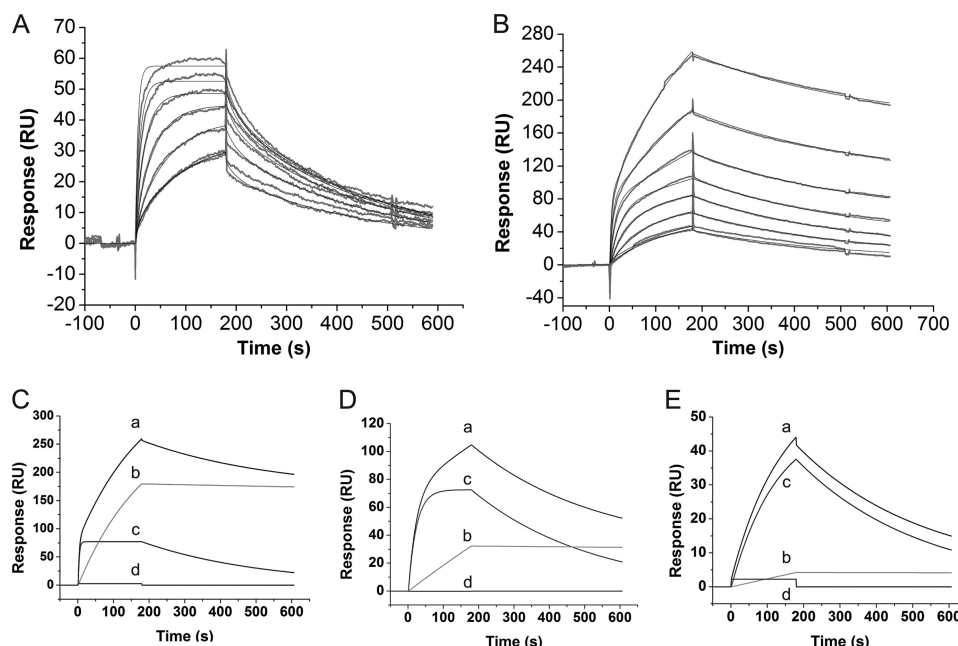 A
70
60
50
40
30
20
10
0
-10
-20
Response (RU)
-100 0 100 200 300 400 500 600
Time (s)
B
280
240
200
160
120
80
40
0
-40
Response (RU)
-100 0 100 200 300 400 500 600 700
Time (s)
C
300
250
200
150
100
50
0
Response (RU)
a
b
c
d
0 100 200 300 400 500 600
Time (s)
D
120
100
80
60
40
20
0
Response (RU)
a
c
b
d
0 100 200 300 400 500 600
Time (s)
E
50
40
30
20
10
0
Response (RU)
a
c
b
d
0 100 200 300 400 500 600
Time (s)